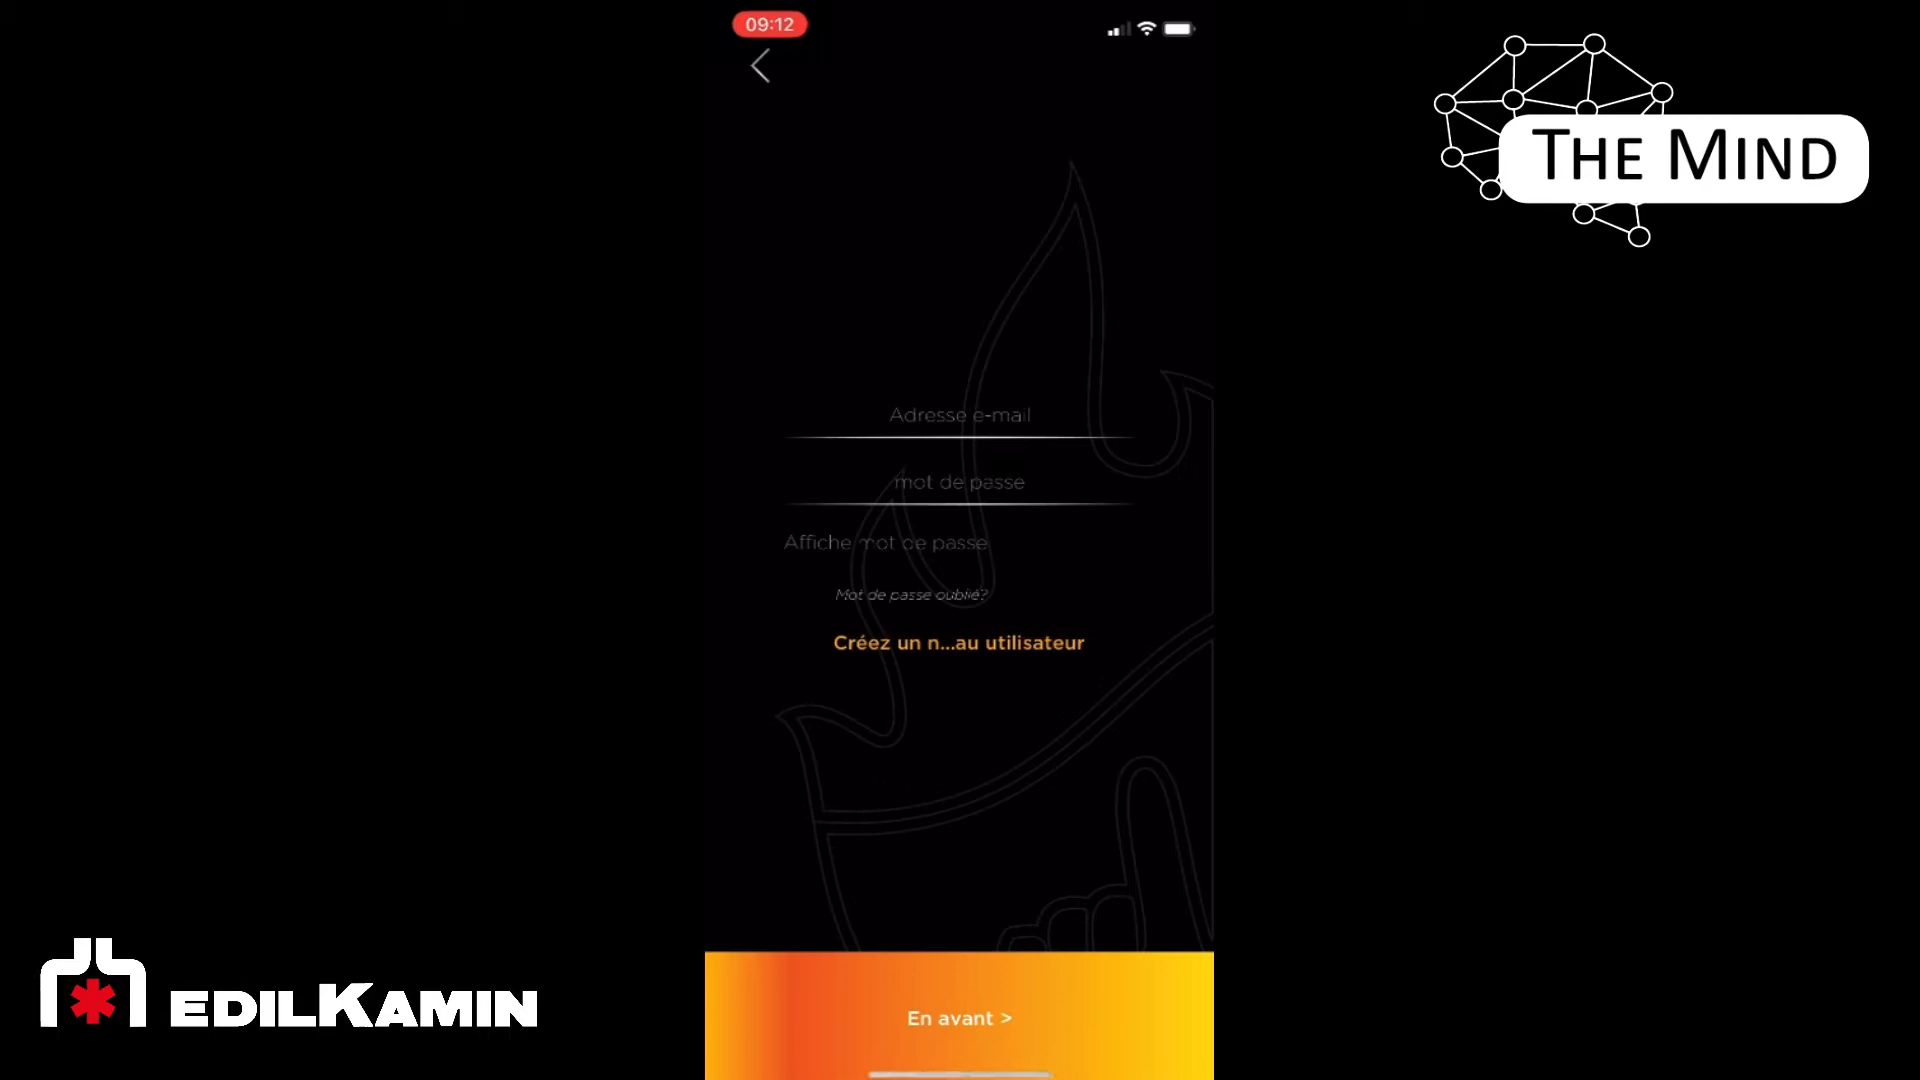 09:12
THE MIND
Adresse e-mail
mot de passe
Affiche mot de passe
Mot de passe oublié?
Créez un n...au utilisateur
En avant >
EDILKAMIN